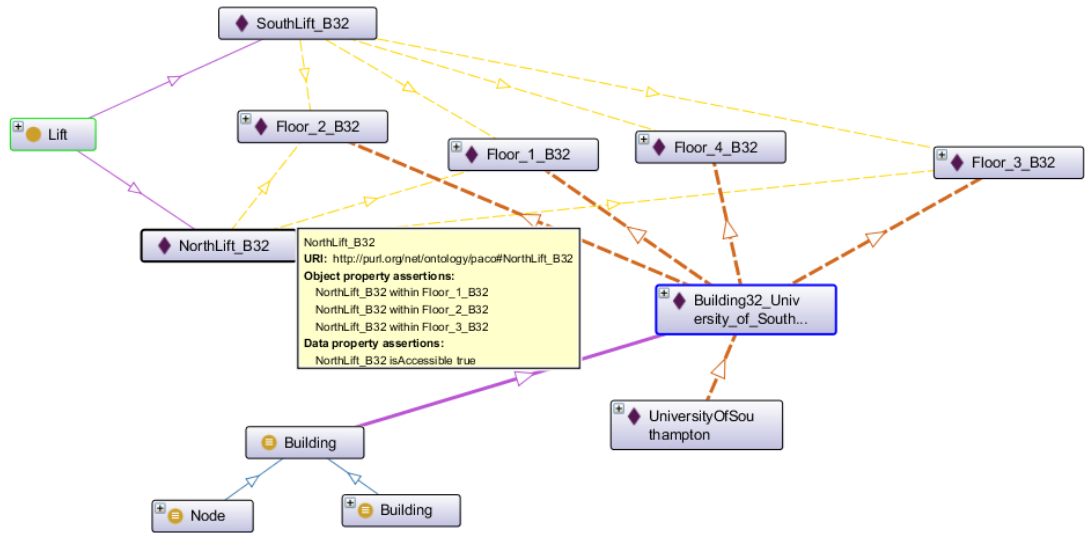 SouthLift_B32
Lift
Floor_2_B32
Floor_1_B32
Floor_4_B32
Floor_3_B32
NorthLift_B32
NorthLift_B32
URI: http://purl.org/net/ontology/paco#NorthLift_B32
Object property assertions:
NorthLift_B32 within Floor_1_B32
NorthLift_B32 within Floor_2_B32
NorthLift_B32 within Floor_3_B32
Data property assertions:
NorthLift_B32 isAccessible true
Building32_Univ
ersity_of_South...
UniversityOfSou
thampton
Building
Node
Building